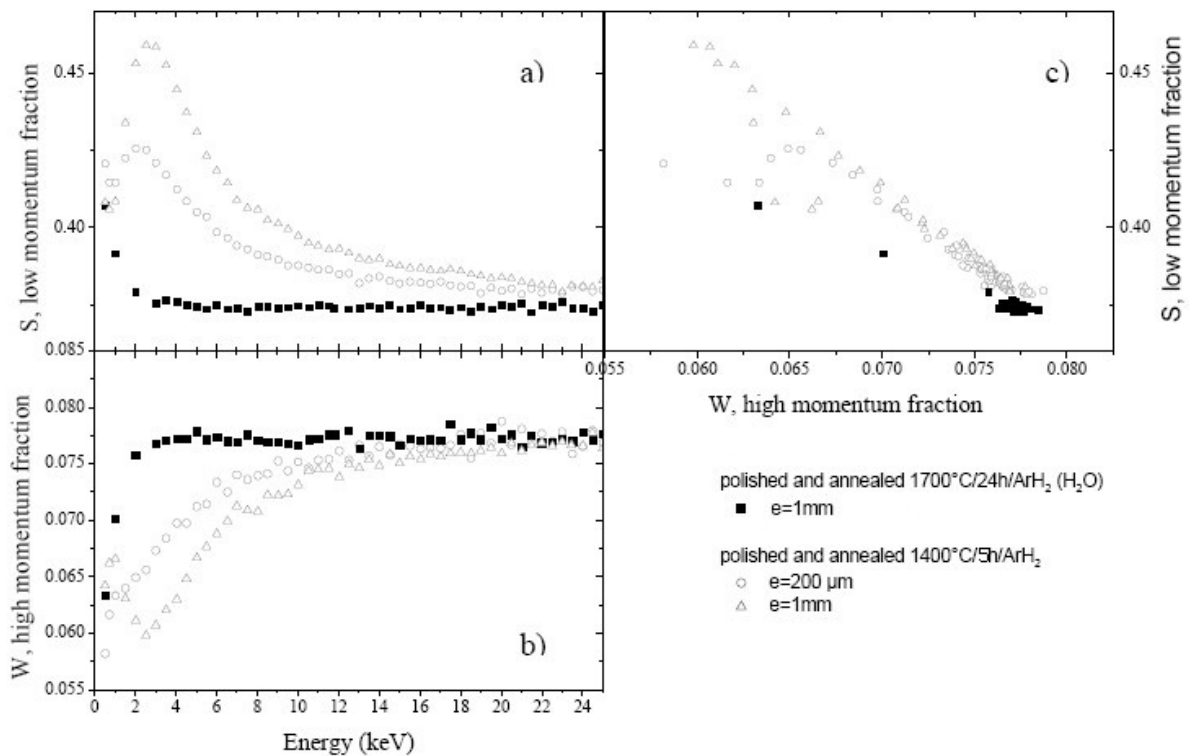 a)
c)
S, low momentum fraction
0.45
0.40
0.085
0.45
0.40
S, low momentum fraction
0.055
0.060
0.065
0.070
0.075
0.080
W, high momentum fraction
W, high momentum fraction
0.080
0.075
0.070
0.065
0.060
0.055
b)
0 2 4 6 8 10 12 14 16 18 20 22 24
Energy (keV)
polished and annealed 1700°C/24h/ArH₂ (H₂O)
e=1mm
polished and annealed 1400°C/5h/ArH₂
e=200 µm
e=1mm